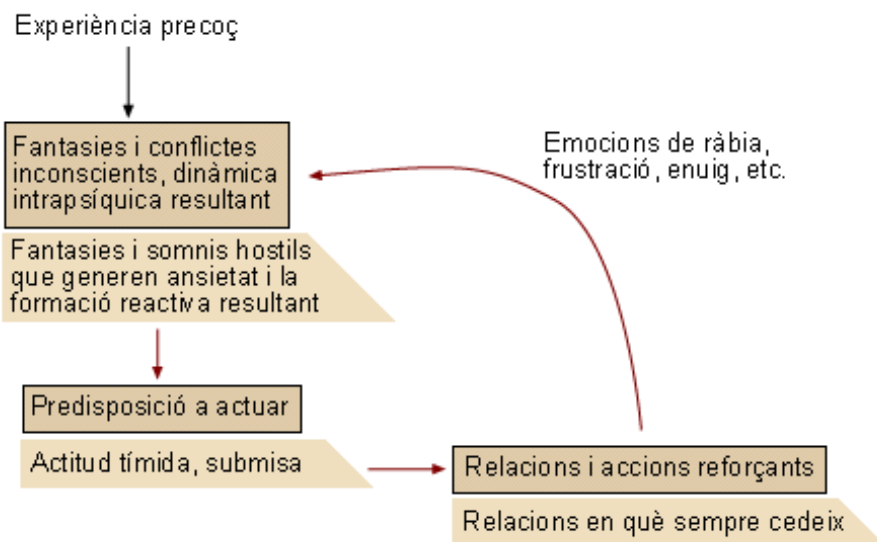 Experiència precoç
Fantasies i conflictes
inconscients, dinàmica
intrapsíquica resultant
Emocions de ràbia,
frustració, enuig, etc.
Fantasies i somnis hostils
que generen ansietat i la
formació reactiva resultant
Predisposició a actuar
Actitud tímida, submisa
Relacions i accions reforçants
Relacions en què sempre cedeix